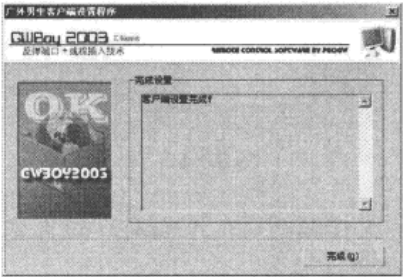 广外男生客户端设置程序
GWBoy 2003 Client
反弹端口+线程插入技术
REMOTE CONTROL SOFTWARE BY
完成设置
客户端设置完成!
OK
GWBOY2003
完成(Q)